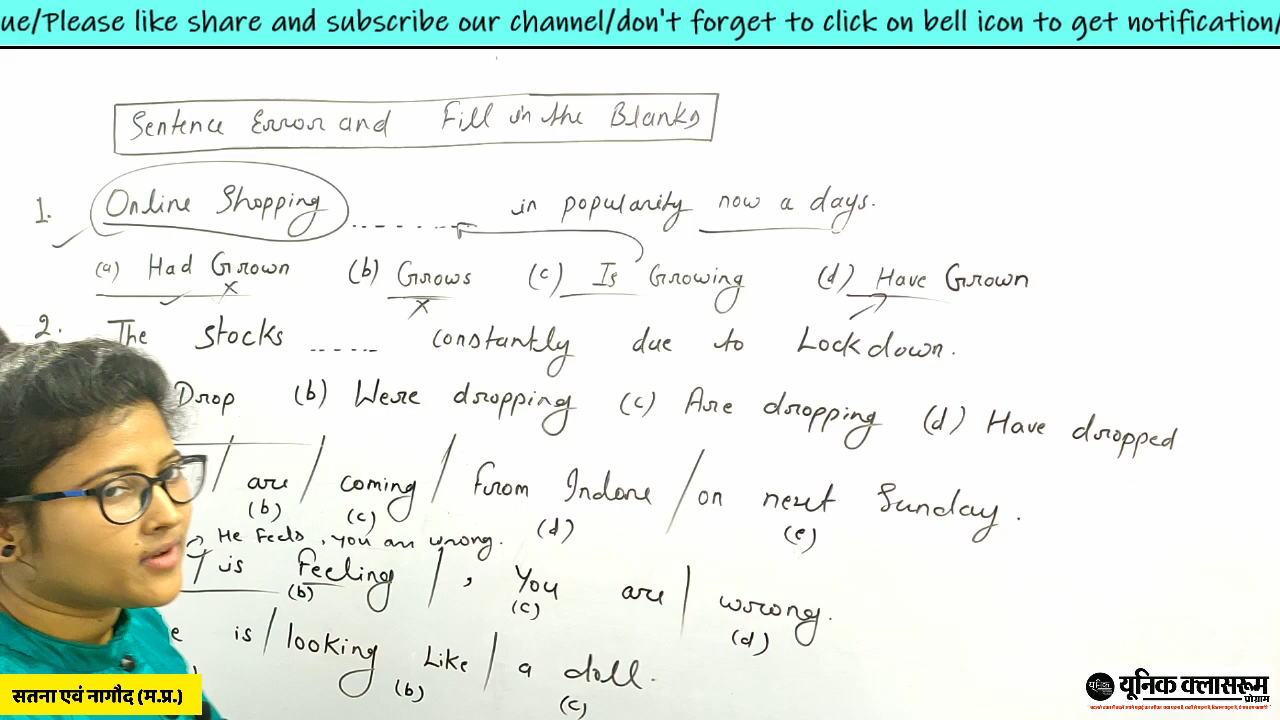 ue/Please like share and subscribe our channel/don't forget to click on bell icon to get notification/
Sentence Error and Fill in the Blanks
1. Online Shopping ....... in popularity now a days.
(a) Had Grown (b) Grows (c) Is Growing (d) Have Grown
2. The Stocks ...... constantly due to Lockdown.
Drop (b) Were dropping (c) Are dropping (d) Have dropped
/ are / coming / from Indore / on next Sunday.
(b) (c) (d) (e)
He Feels, You are wrong.
is Feeling / , You are / wrong.
(b) (c) (d)
e is / looking Like / a doll.
(b) (c)
सतना एवं नागौद (म.प्र.)
यूनिक क्लासरूम
प्रोग्राम